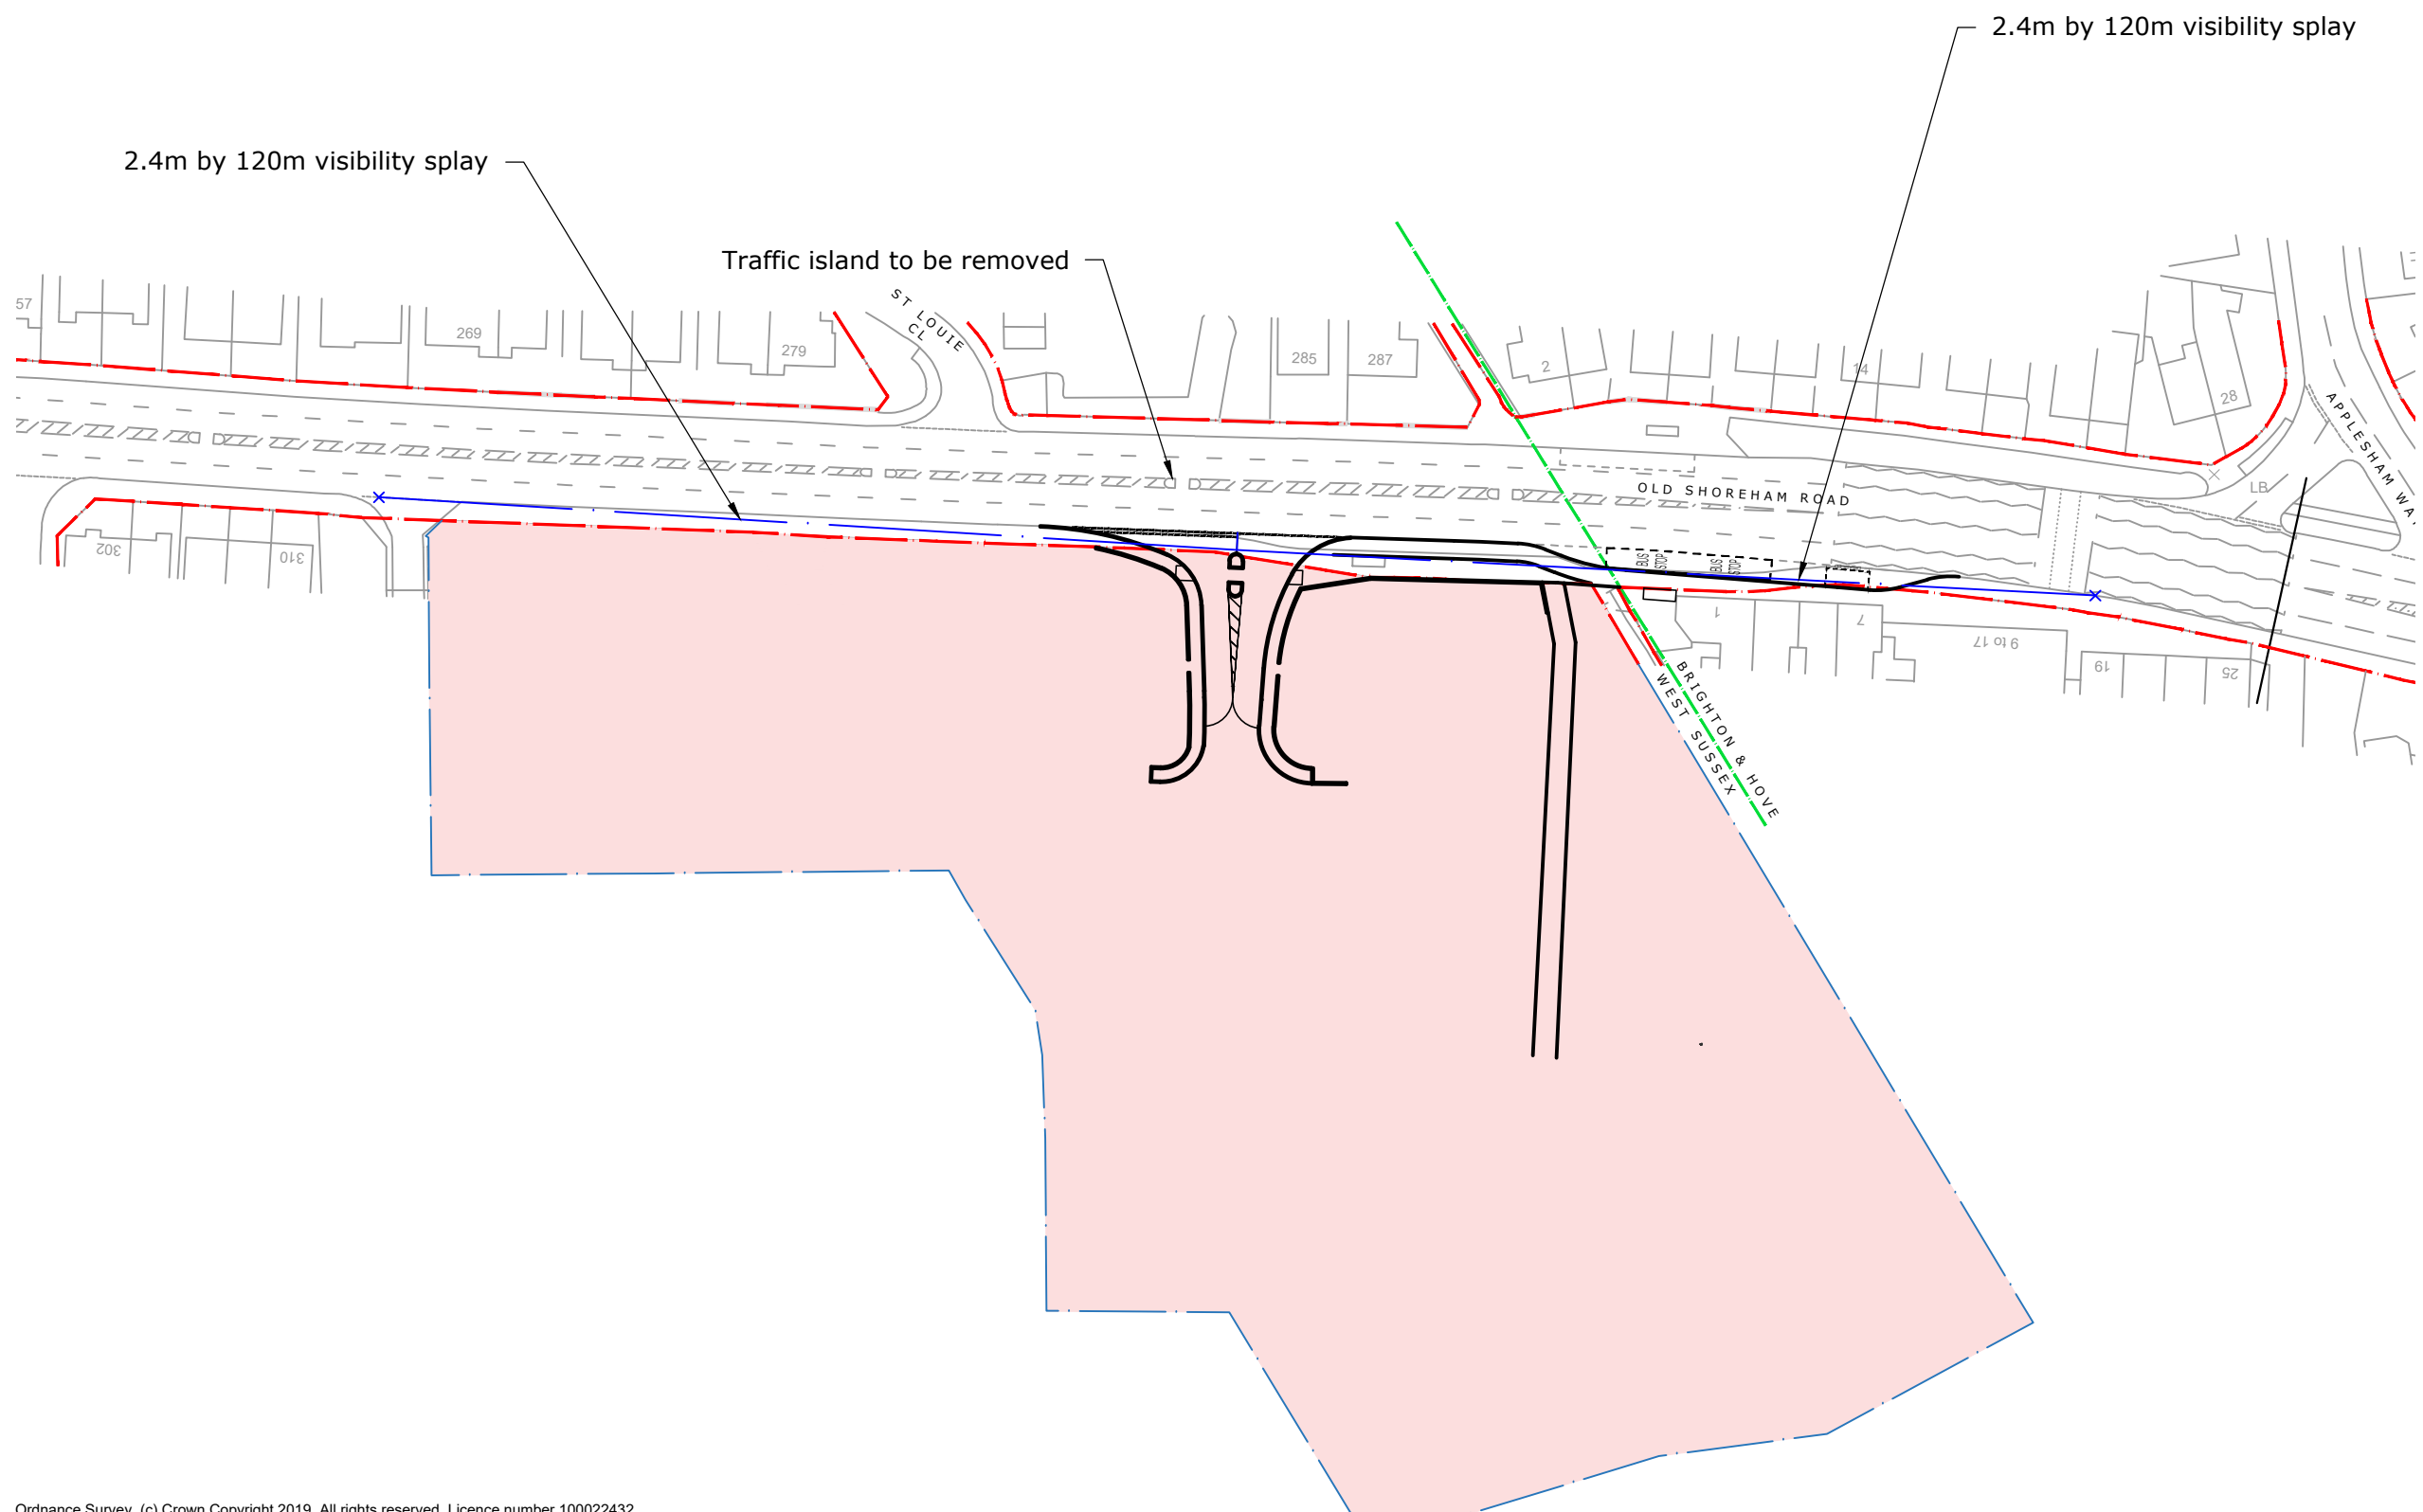 2.4m by 120m visibility splay
2.4m by 120m visibility splay
Traffic island to be removed
57
269
279
ST LOUIE
CL
285
287
2
14
28
APPLESHAM WA
LB
OLD SHOREHAM ROAD
302
310
BUS
STOP
BUS
STOP
1
7
9 to 17
19
25
BRIGHTON & HOVE
WEST SUSSEX
Ordnance Survey, (c) Crown Copyright 2019. All rights reserved. Licence number 100022432